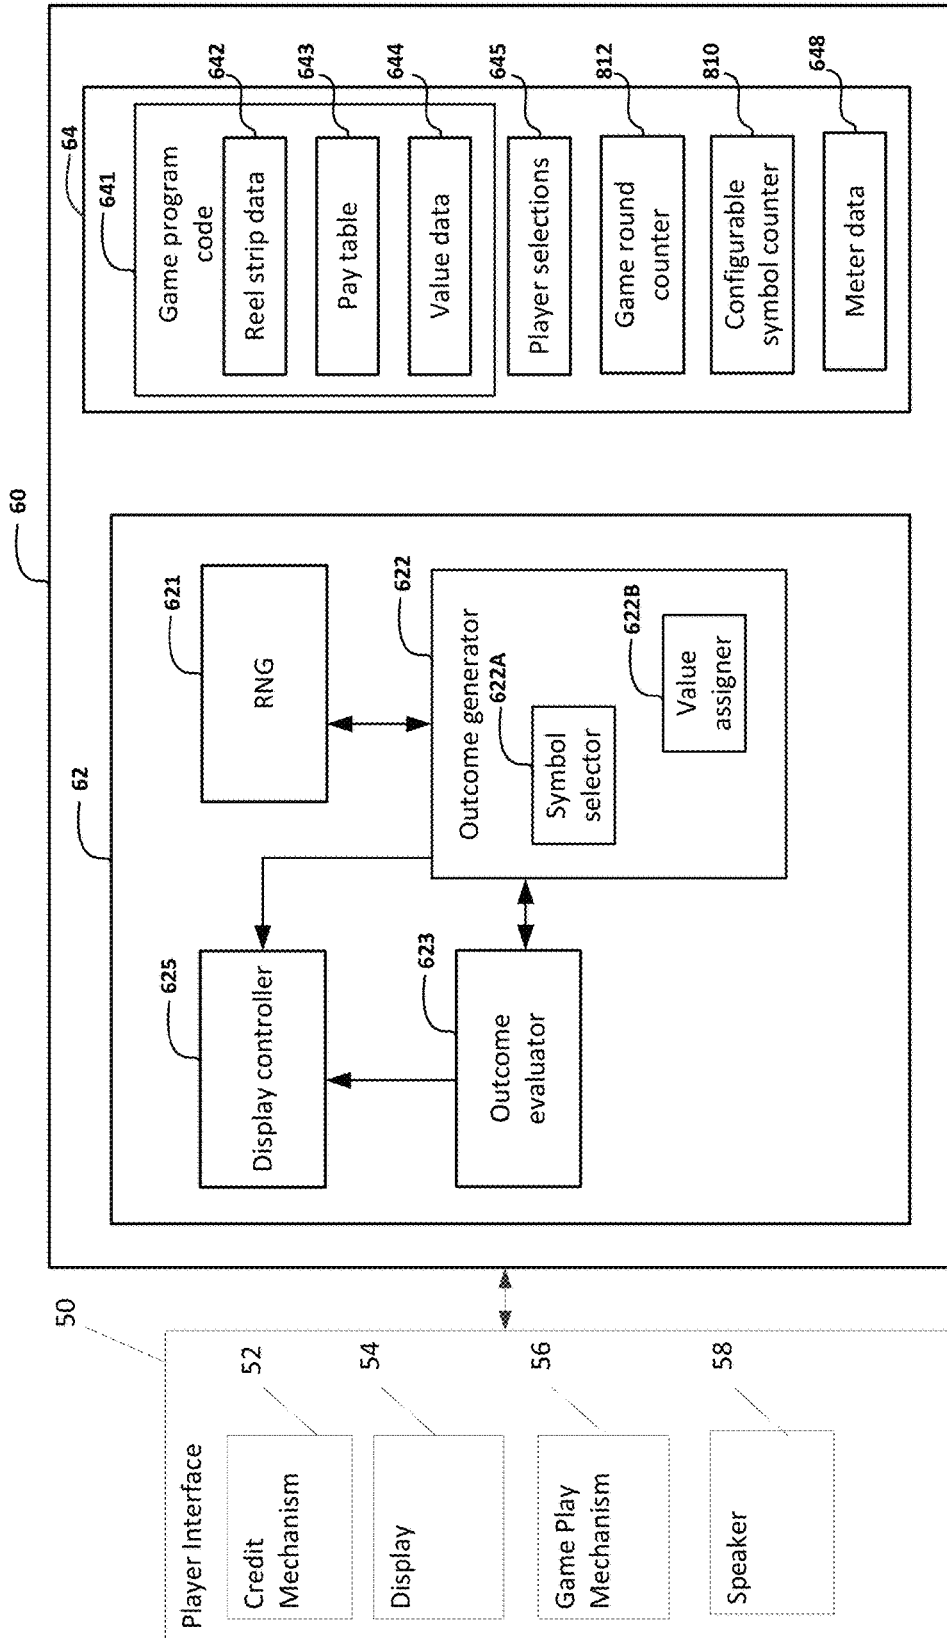 50
Player Interface
Credit
Mechanism
52
Display
54
Game Play
Mechanism
56
Speaker
58
60
62
Display controller
625
RNG
621
Outcome
evaluator
623
Outcome generator
622
Symbol
selector
622A
Value
assigner
622B
64
641
Game program
code
Reel strip data
642
Pay table
643
Value data
644
Player selections
645
Game round
counter
812
Configurable
symbol counter
810
Meter data
648